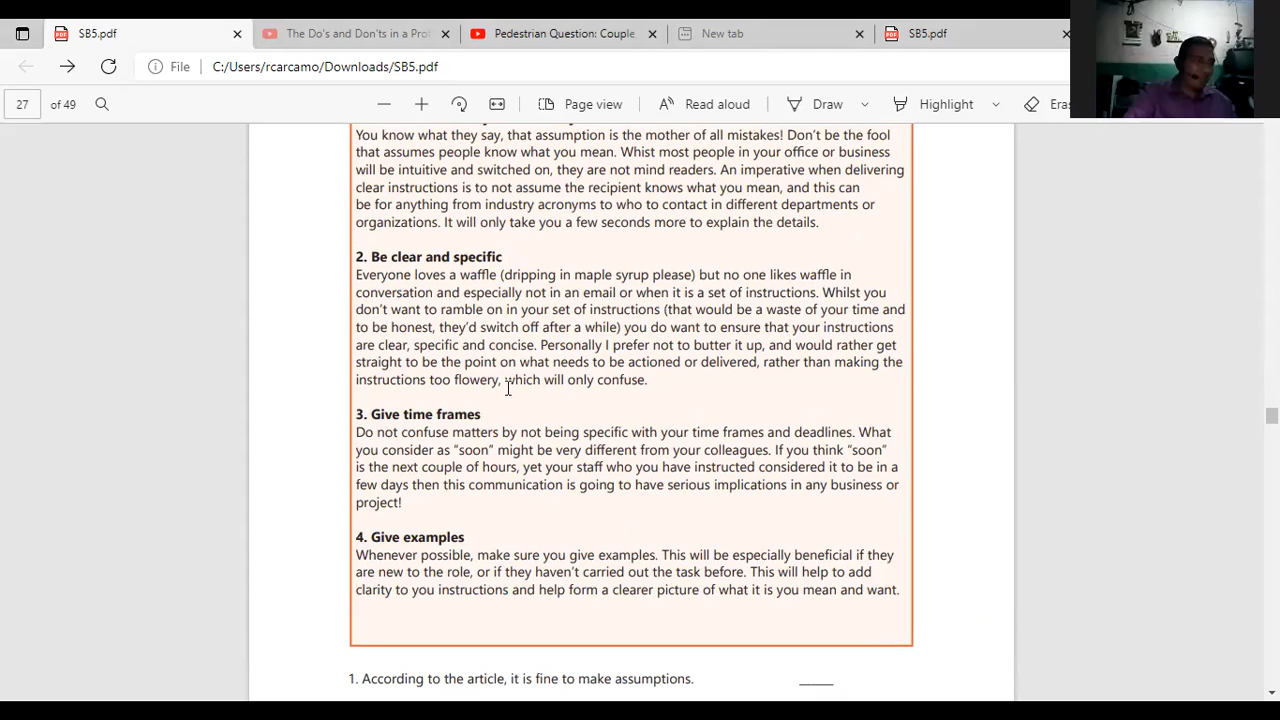 SB5.pdf
The Do's and Don'ts in a Pro
Pedestrian Question: Couple
New tab
SB5.pdf
File C:/Users/rcarcamo/Downloads/SB5.pdf
27 of 49
Page view
Read aloud
Draw
Highlight
Eras
You know what they say, that assumption is the mother of all mistakes! Don't be the fool
that assumes people know what you mean. Whist most people in your office or business
will be intuitive and switched on, they are not mind readers. An imperative when delivering
clear instructions is to not assume the recipient knows what you mean, and this can
be for anything from industry acronyms to who to contact in different departments or
organizations. It will only take you a few seconds more to explain the details.
2. Be clear and specific
Everyone loves a waffle (dripping in maple syrup please) but no one likes waffle in
conversation and especially not in an email or when it is a set of instructions. Whilst you
don't want to ramble on in your set of instructions (that would be a waste of your time and
to be honest, they'd switch off after a while) you do want to ensure that your instructions
are clear, specific and concise. Personally I prefer not to butter it up, and would rather get
straight to be the point on what needs to be actioned or delivered, rather than making the
instructions too flowery, which will only confuse.
3. Give time frames
Do not confuse matters by not being specific with your time frames and deadlines. What
you consider as “soon” might be very different from your colleagues. If you think “soon”
is the next couple of hours, yet your staff who you have instructed considered it to be in a
few days then this communication is going to have serious implications in any business or
project!
4. Give examples
Whenever possible, make sure you give examples. This will be especially beneficial if they
are new to the role, or if they haven't carried out the task before. This will help to add
clarity to you instructions and help form a clearer picture of what it is you mean and want.
1. According to the article, it is fine to make assumptions. _____